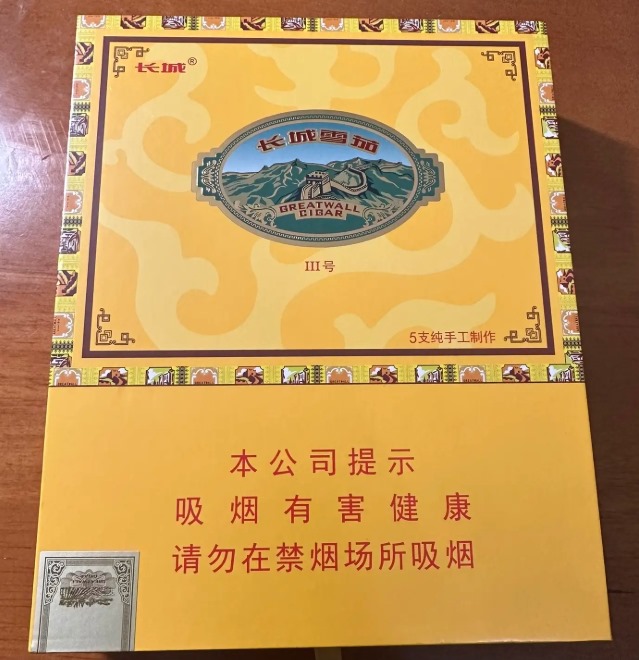 长城®
长城雪茄
GREATWALL
CIGAR
III号
5支纯手工制作
本公司提示
吸烟有害健康
请勿在禁烟场所吸烟